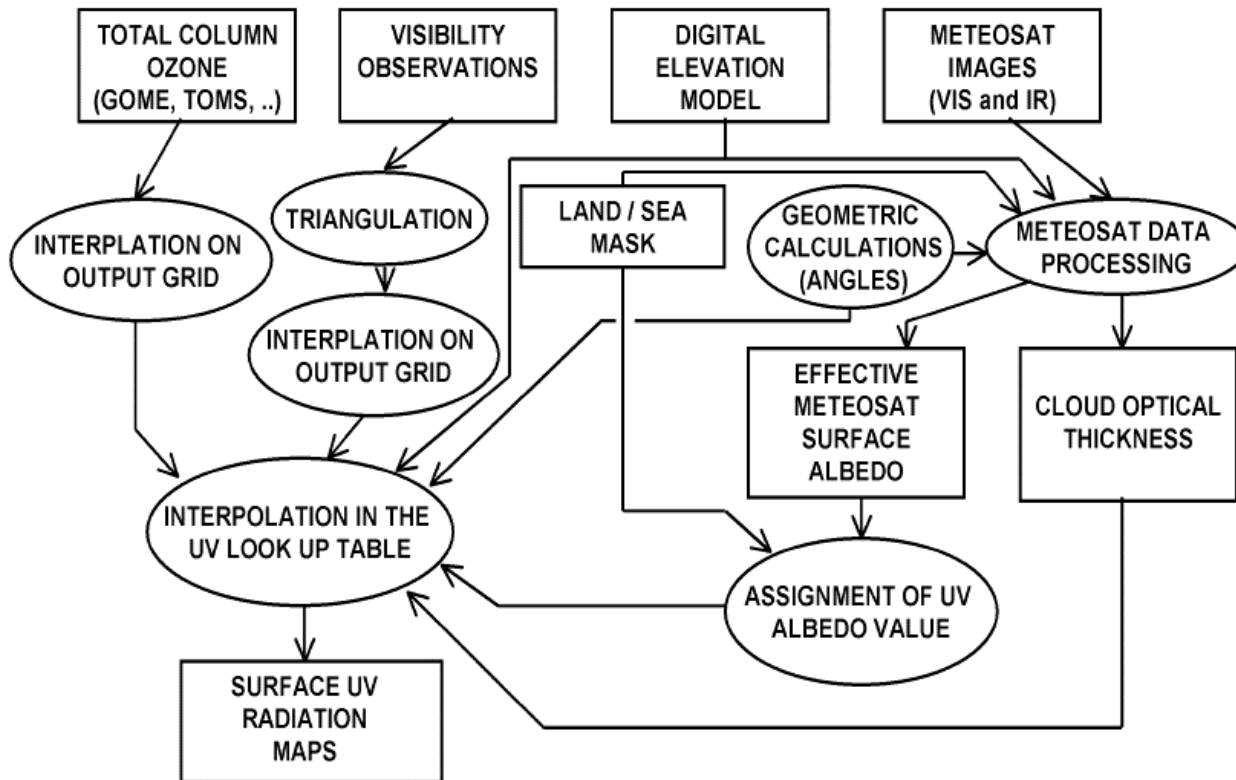 TOTAL COLUMN
OZONE
(GOME, TOMS, ..)
VISIBILITY
OBSERVATIONS
DIGITAL
ELEVATION
MODEL
METEOSAT
IMAGES
(VIS and IR)
TRIANGULATION
LAND / SEA
MASK
GEOMETRIC
CALCULATIONS
(ANGLES)
METEOSAT DATA
PROCESSING
INTERPLATION ON
OUTPUT GRID
INTERPLATION ON
OUTPUT GRID
EFFECTIVE
METEOSAT
SURFACE
ALBEDO
CLOUD OPTICAL
THICKNESS
INTERPOLATION IN THE
UV LOOK UP TABLE
ASSIGNMENT OF UV
ALBEDO VALUE
SURFACE UV
RADIATION
MAPS